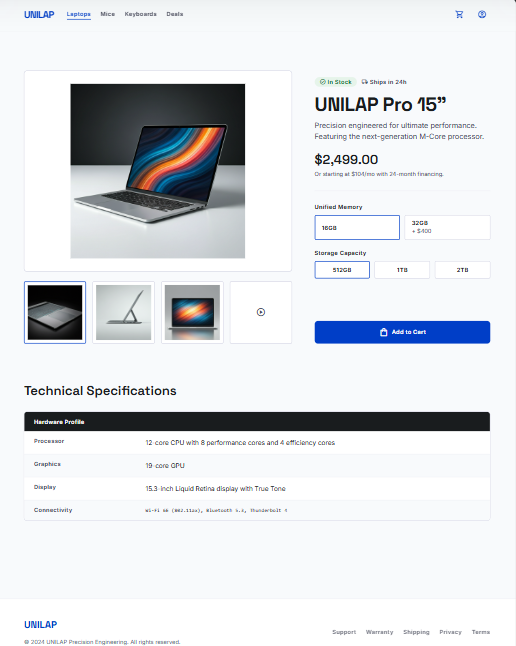 UNILAP Laptops Mice Keyboards Deals
In Stock Ships in 24h
UNILAP Pro 15”
Precision engineered for ultimate performance.
Featuring the next-generation M-Core processor.
$2,499.00
Or starting at $104/mo with 24-month financing.
Unified Memory
16GB
32GB
+ $400
Storage Capacity
512GB 1TB 2TB
Add to Cart
Technical Specifications
Hardware Profile
Processor 12-core CPU with 8 performance cores and 4 efficiency cores
Graphics 19-core GPU
Display 15.3-inch Liquid Retina display with True Tone
Connectivity Wi-Fi 6E (802.11ax), Bluetooth 5.3, Thunderbolt 4
UNILAP
© 2024 UNILAP Precision Engineering. All rights reserved.
Support Warranty Shipping Privacy Terms